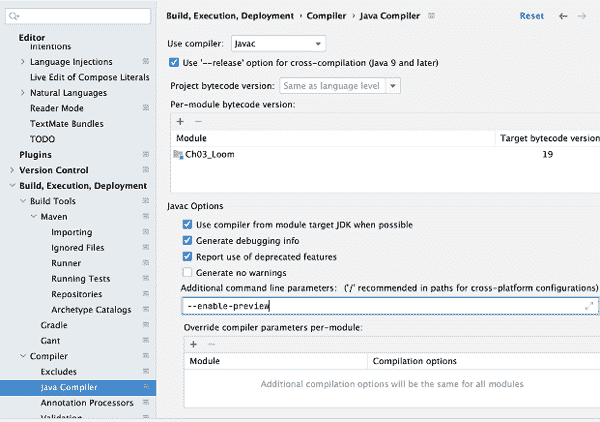 Build, Execution, Deployment › Compiler › Java Compiler
Reset
Editor
Intentions
Language Injections
Live Edit of Compose Literals
Natural Languages
Reader Mode
TextMate Bundles
TODO
Plugins
Version Control
Build, Execution, Deployment
Build Tools
Maven
Importing
Ignored Files
Runner
Running Tests
Repositories
Archetype Catalogs
Gradle
Gant
Compiler
Excludes
Java Compiler
Annotation Processors
Validation
Use compiler: Javac
Use '--release' option for cross-compilation (Java 9 and later)
Project bytecode version: Same as language level
Per-module bytecode version:
+ −
Module Target bytecode version
Ch03_Loom 19
Javac Options
Use compiler from module target JDK when possible
Generate debugging info
Report use of deprecated features
Generate no warnings
Additional command line parameters: ('/' recommended in paths for cross-platform configurations)
--enable-preview
Override compiler parameters per-module:
+ −
Module Compilation options
Additional compilation options will be the same for all modules